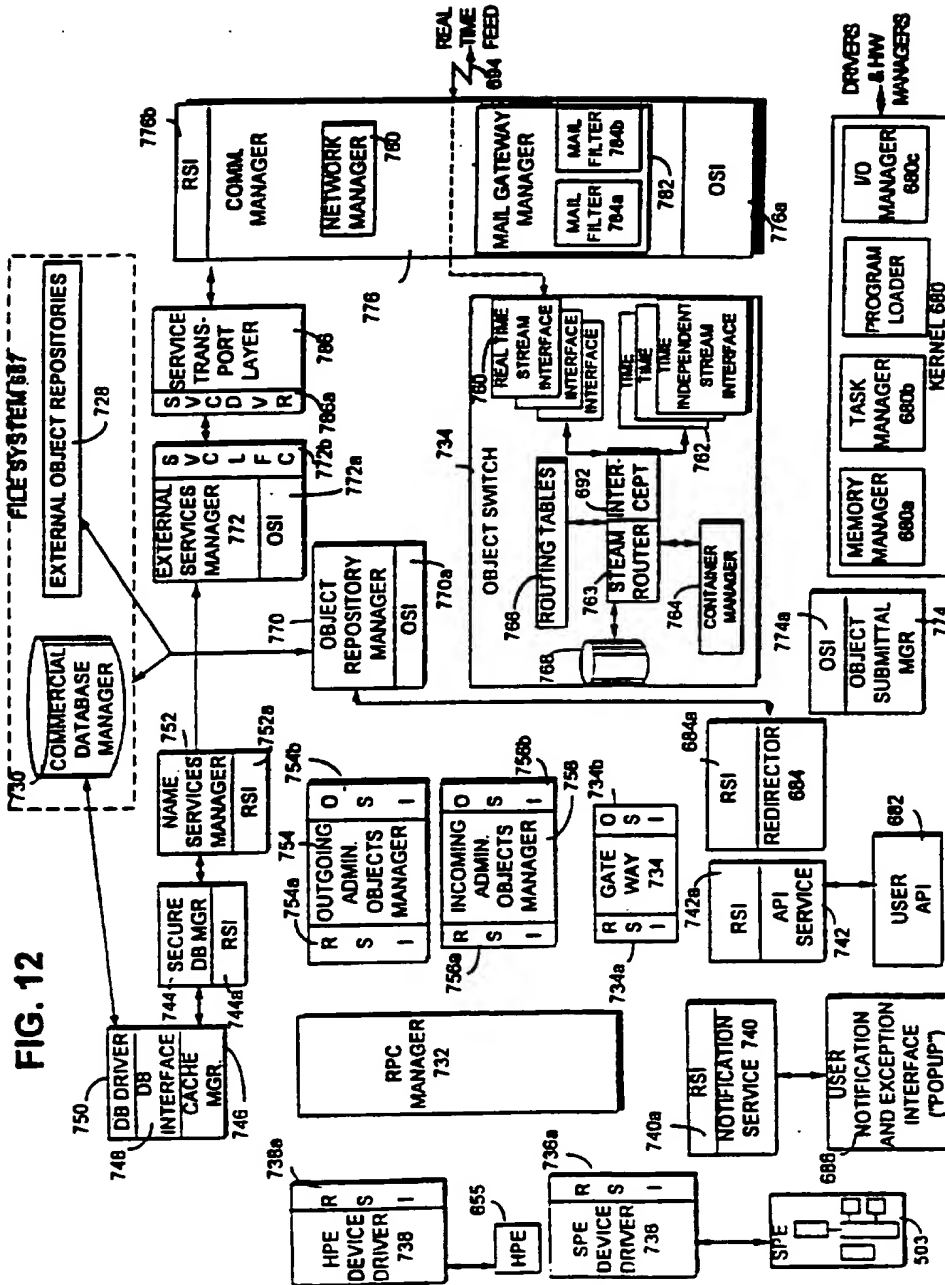 FIG. 12
FILE SYSTEM 687
730
COMMERCIAL
DATABASE
MANAGER
EXTERNAL OBJECT REPOSITORIES
728
750
DB DRIVER
DB
INTERFACE
748
CACHE
MGR.
746
744
SECURE
DB MGR
RSI
744a
752
NAME
SERVICES
MANAGER
RSI
752a
EXTERNAL
SERVICES
MANAGER
772
OSI
772a
S
V
C
L
F
C
772b
S
V
C
D
V
R
786a
SERVICE
TRANS-
PORT
LAYER
786
776b
RSI
COMM
MANAGER
NETWORK
MANAGER
780
776
MAIL GATEWAY
MANAGER
MAIL
FILTER
784a
MAIL
FILTER
784b
782
OSI
776a
REAL
TIME
FEED
694
754
754a
R
S
I
OUTGOING
ADMIN.
OBJECTS
MANAGER
O
S
I
754b
756a
R
S
I
INCOMING
ADMIN.
OBJECTS
MANAGER
O
S
I
756b
756
734a
R
S
I
GATE
WAY
734
O
S
I
734b
770
OBJECT
REPOSITORY
MANAGER
OSI
770a
734
OBJECT SWITCH
760
REAL TIME
STREAM
INTERFACE
INTERFACE
INTERFACE
TIME
TIME
TIME
INDEPENDENT
STREAM
INTERFACE
762
766
ROUTING TABLES
692
763
STEAM
ROUTER
INTER-
CEPT
768
764
CONTAINER
MANAGER
RPC
MANAGER
732
738a
HPE
DEVICE
DRIVER
738
R
S
I
655
HPE
736a
SPE
DEVICE
DRIVER
738
R
S
I
SPE
503
740a
RSI
NOTIFICATION
SERVICE 740
USER
NOTIFICATION
AND EXCEPTION
INTERFACE
("POPUP")
686
742a
RSI
API
SERVICE
742
USER
API
682
684a
RSI
REDIRECTOR
684
774a
OSI
OBJECT
SUBMITTAL
MGR
774
MEMORY
MANAGER
680a
TASK
MANAGER
680b
PROGRAM
LOADER
I/O
MANAGER
680c
KERNEL 680
DRIVERS
& HW
MANAGERS